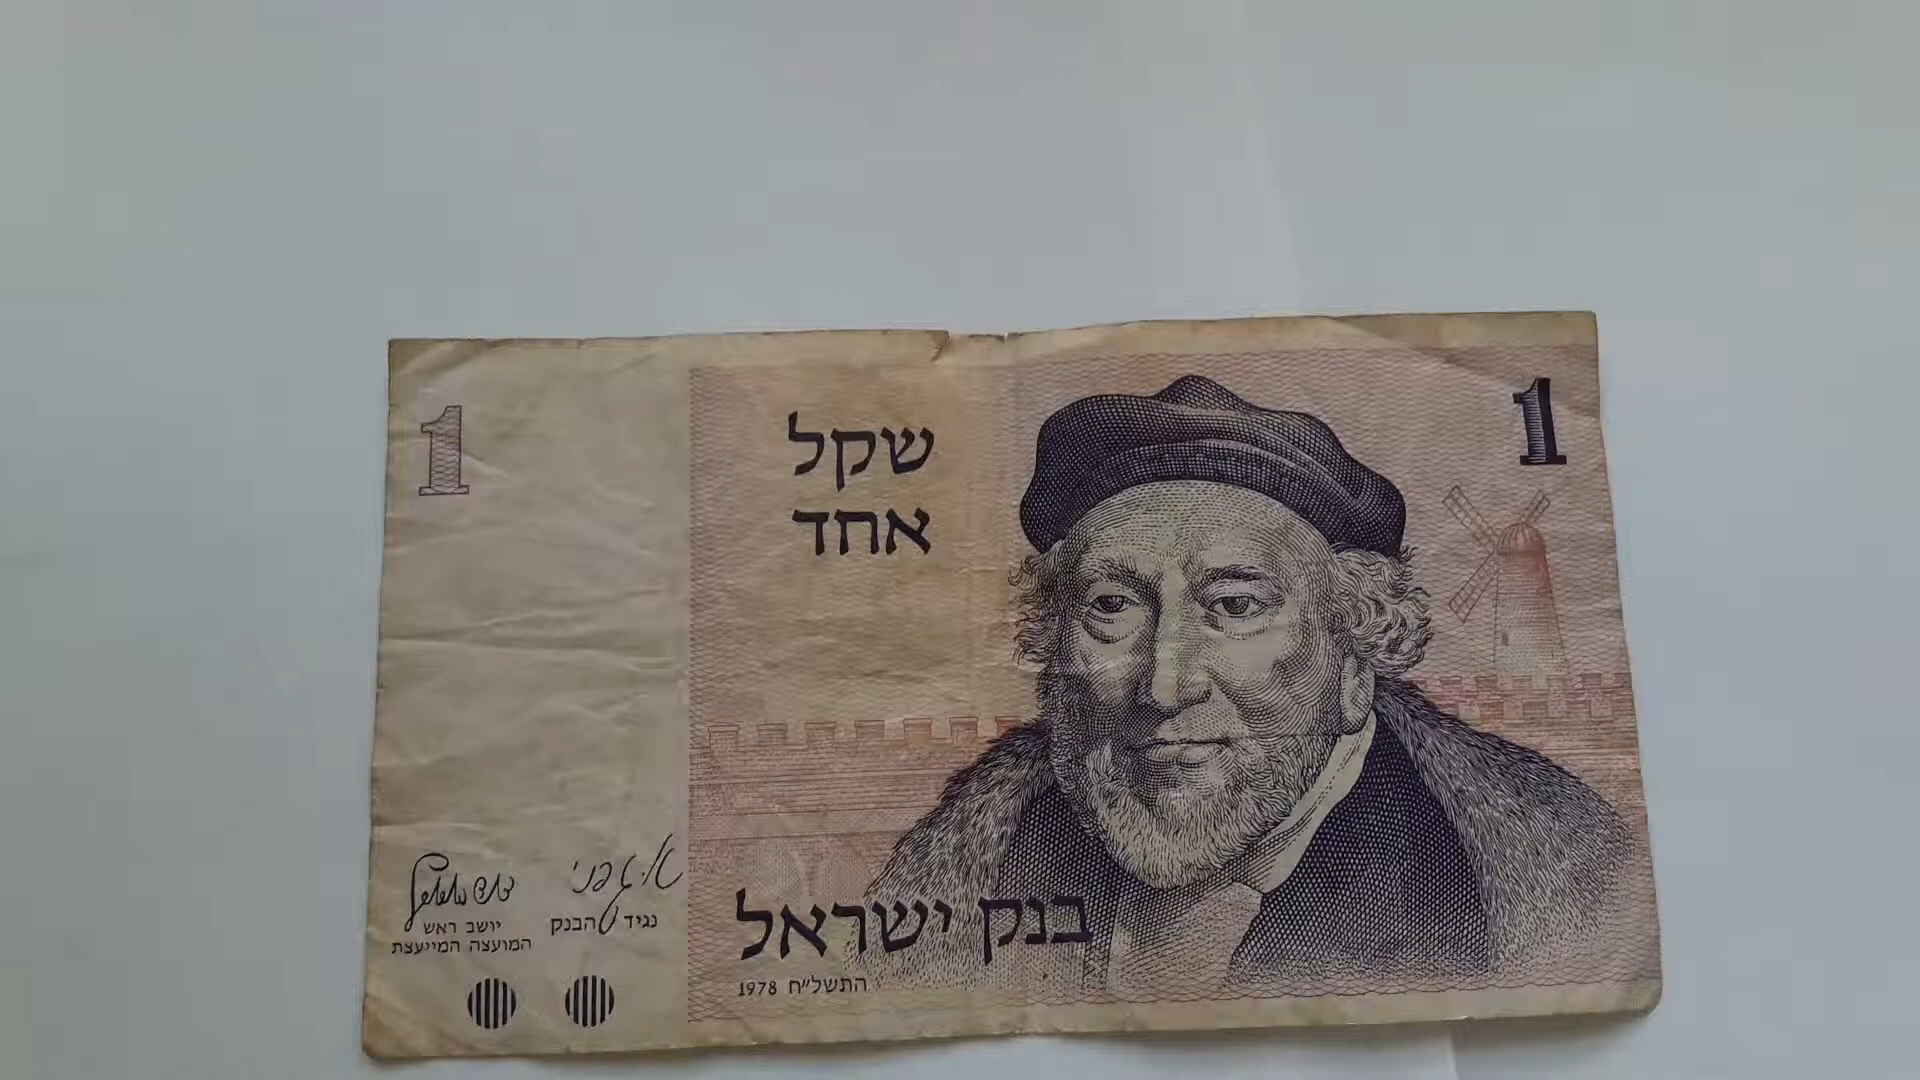 1
1
שקל
אחד
נגיד הבנק
יושב ראש
המועצה המייעצת
בנק ישראל
התשל״ח 1978